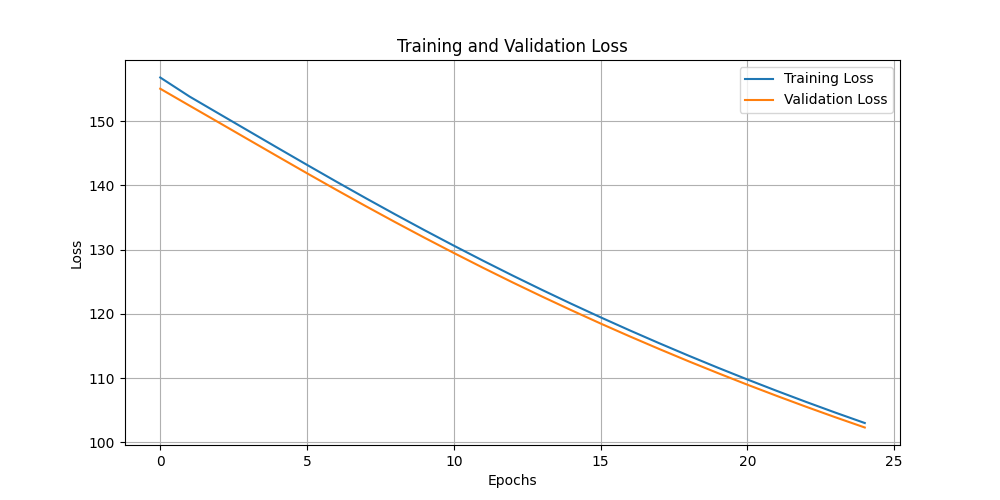 Training and Validation Loss
Training Loss
Validation Loss
150
140
130
120
110
100
Loss
0 5 10 15 20 25
Epochs